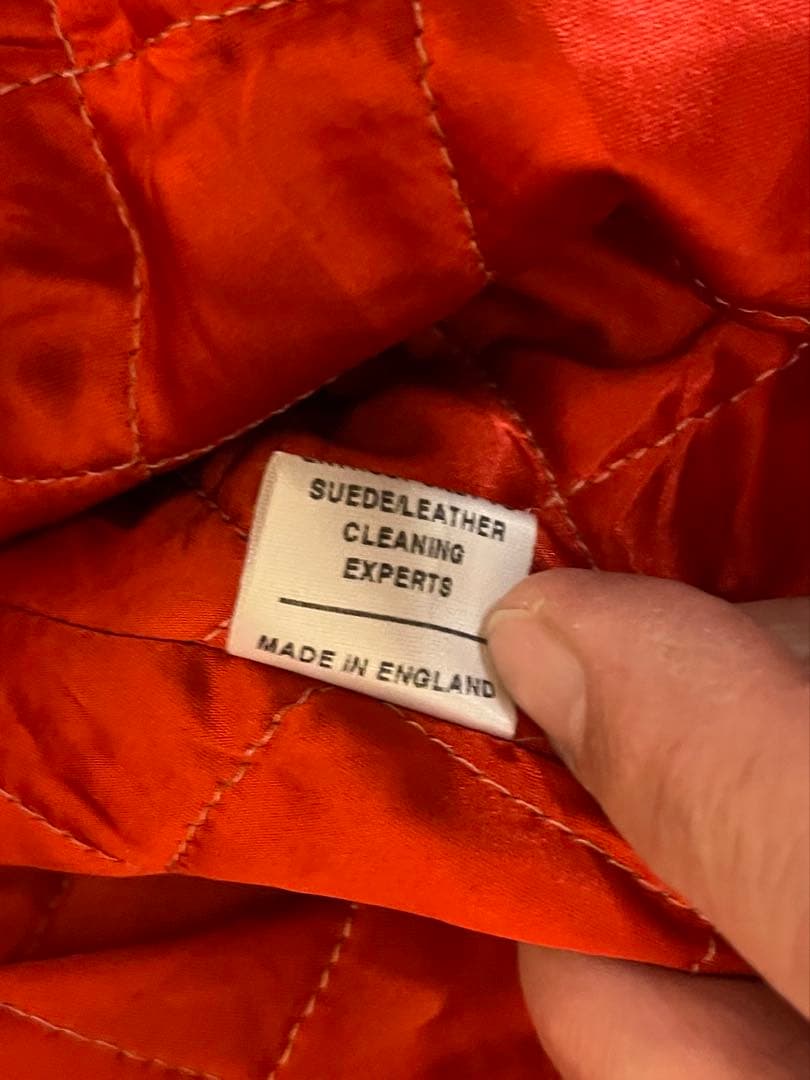 SUEDE/LEATHER
CLEANING
EXPERTS
MADE IN ENGLAND